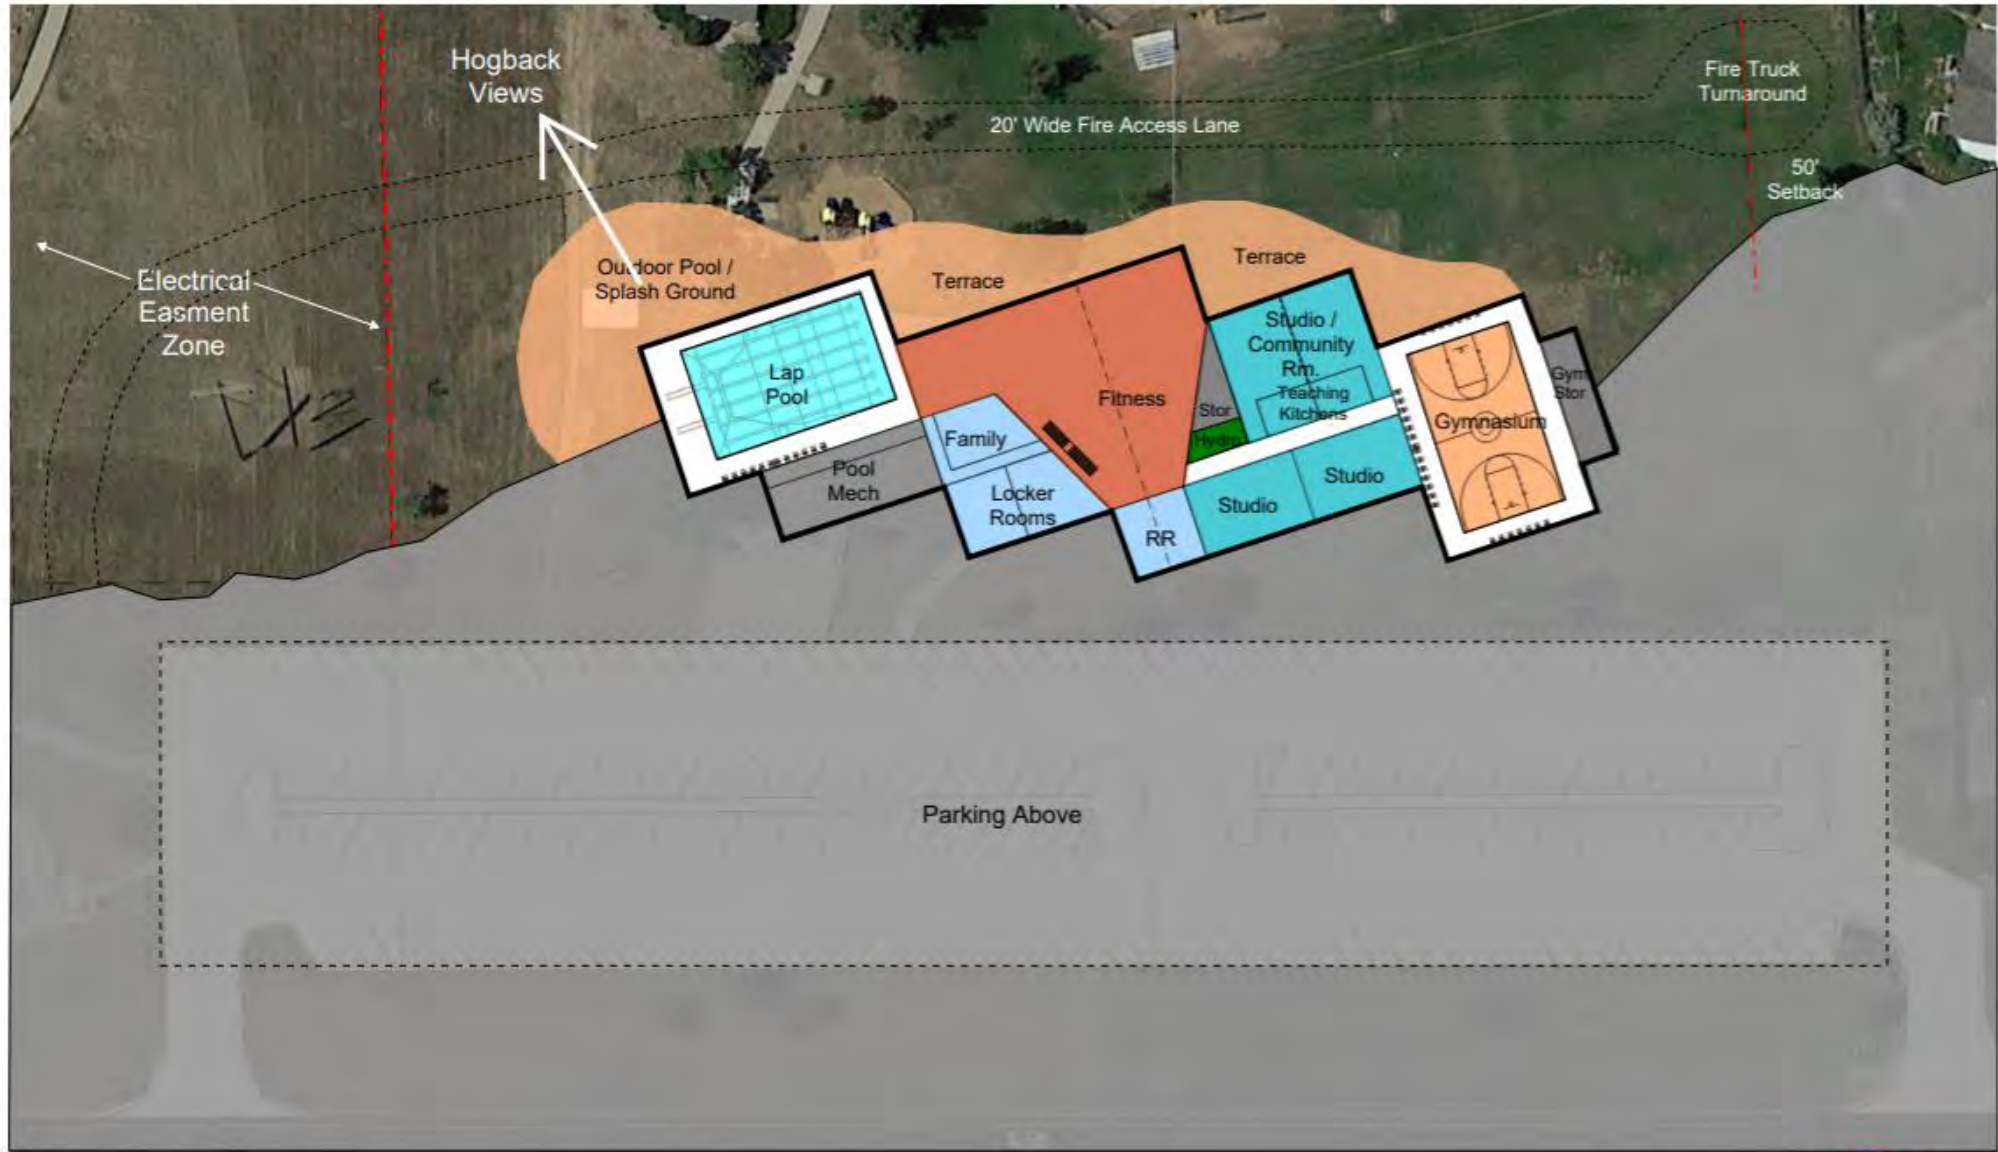 Hogback
Views
Fire Truck
Turnaround
20' Wide Fire Access Lane
50'
Setback
Electrical
Easment
Zone
Outdoor Pool /
Splash Ground
Terrace
Terrace
Lap
Pool
Fitness
Studio /
Community
Rm.
Teaching
Kitchens
Stor
Hydro
Gym
Stor
Gymnasium
Family
Pool
Mech
Locker
Rooms
RR
Studio
Studio
Parking Above